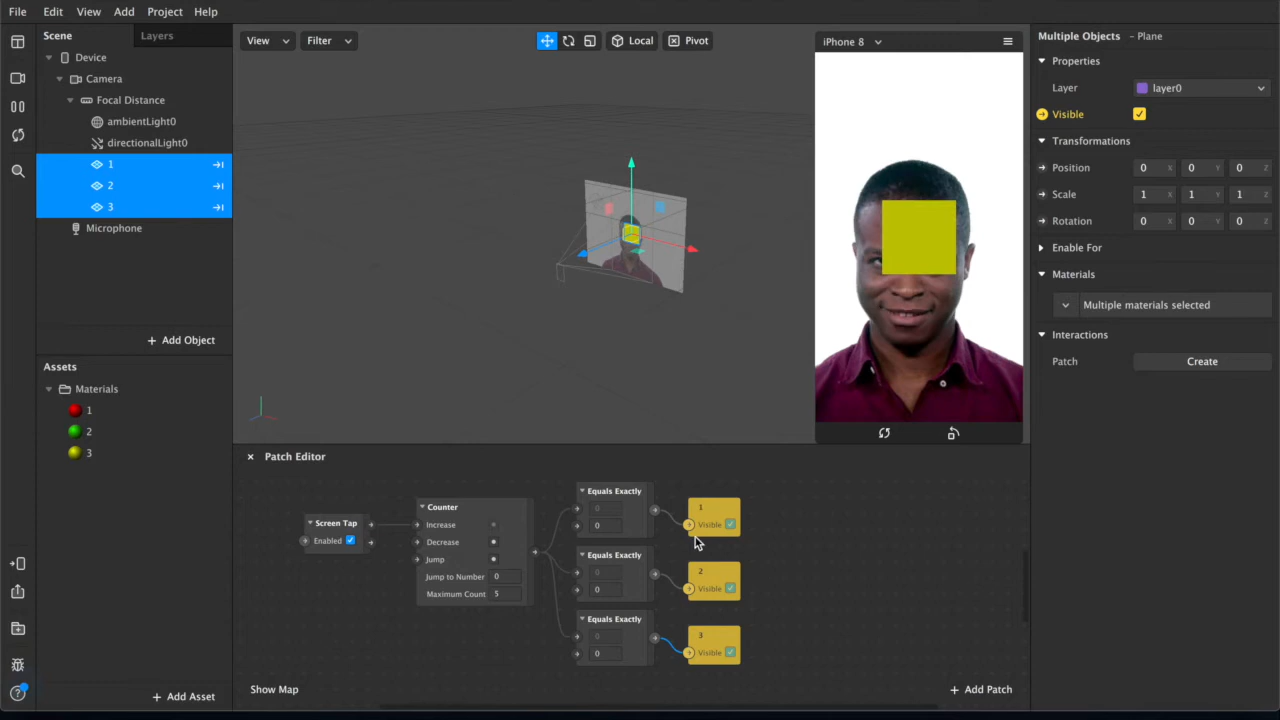 File Edit View Add Project Help
Scene Layers
Device
Camera
Focal Distance
ambientLight0
directionalLight0
1
2
3
Microphone
+ Add Object
Assets
Materials
1
2
3
+ Add Asset
View Filter Local Pivot
iPhone 8
Multiple Objects - Plane
Properties
Layer layer0
Visible
Transformations
Position 0 X 0 Y 0 Z
Scale 1 X 1 Y 1 Z
Rotation 0 X 0 Y 0 Z
Enable For
Materials
Multiple materials selected
Interactions
Patch Create
Patch Editor
Screen Tap
Enabled
Counter
Increase
Decrease
Jump
Jump to Number 0
Maximum Count 5
Equals Exactly
0
0
Equals Exactly
0
0
Equals Exactly
0
0
1
Visible
2
Visible
3
Visible
Show Map
+ Add Patch